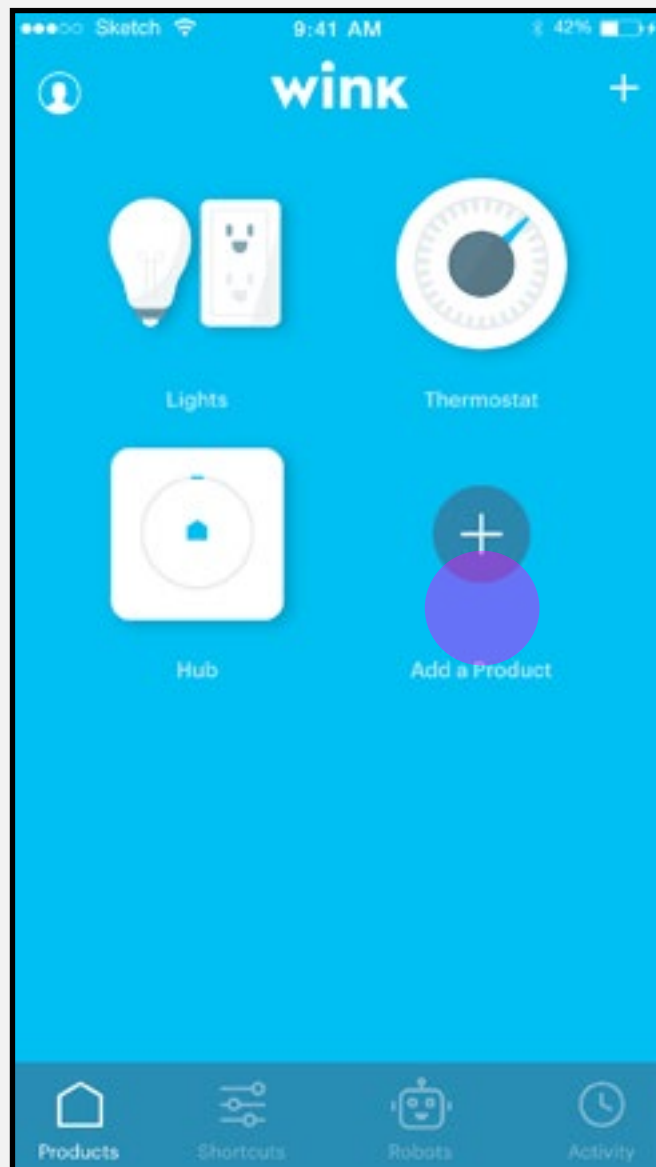 Sketch 9:41 AM 42%
wink
Lights Thermostat
Hub Add a Product
Products Shortcuts Robots Activity